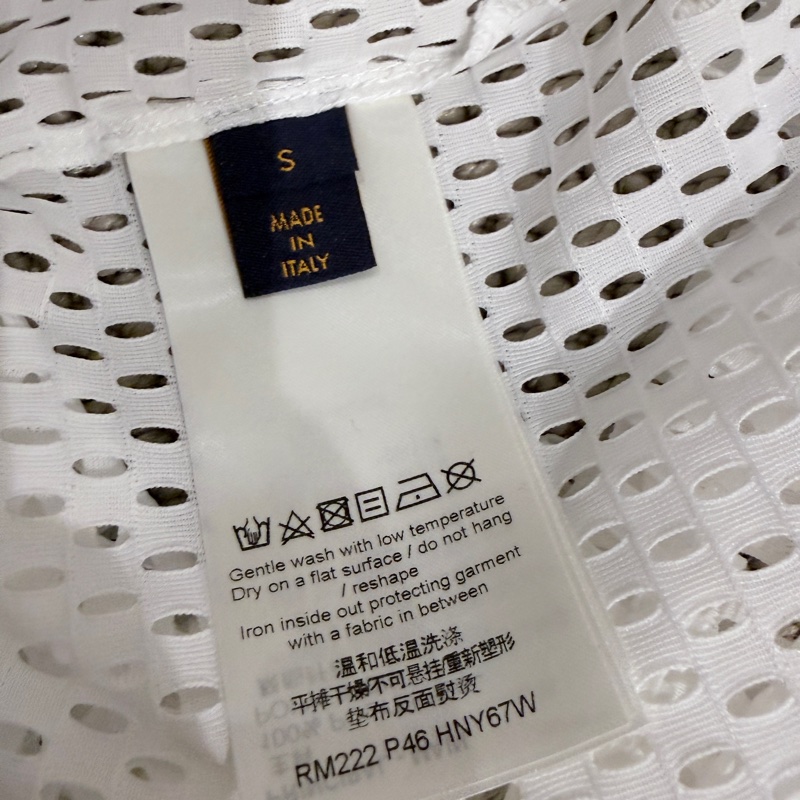 S
MADE
IN
ITALY
Gentle wash with low temperature
Dry on a flat surface / do not hang
/ reshape
Iron inside out protecting garment
with a fabric in between
温和低温洗涤
平摊干燥不可悬挂重新塑形
垫布反面熨烫
RM222 P46 HNY67W